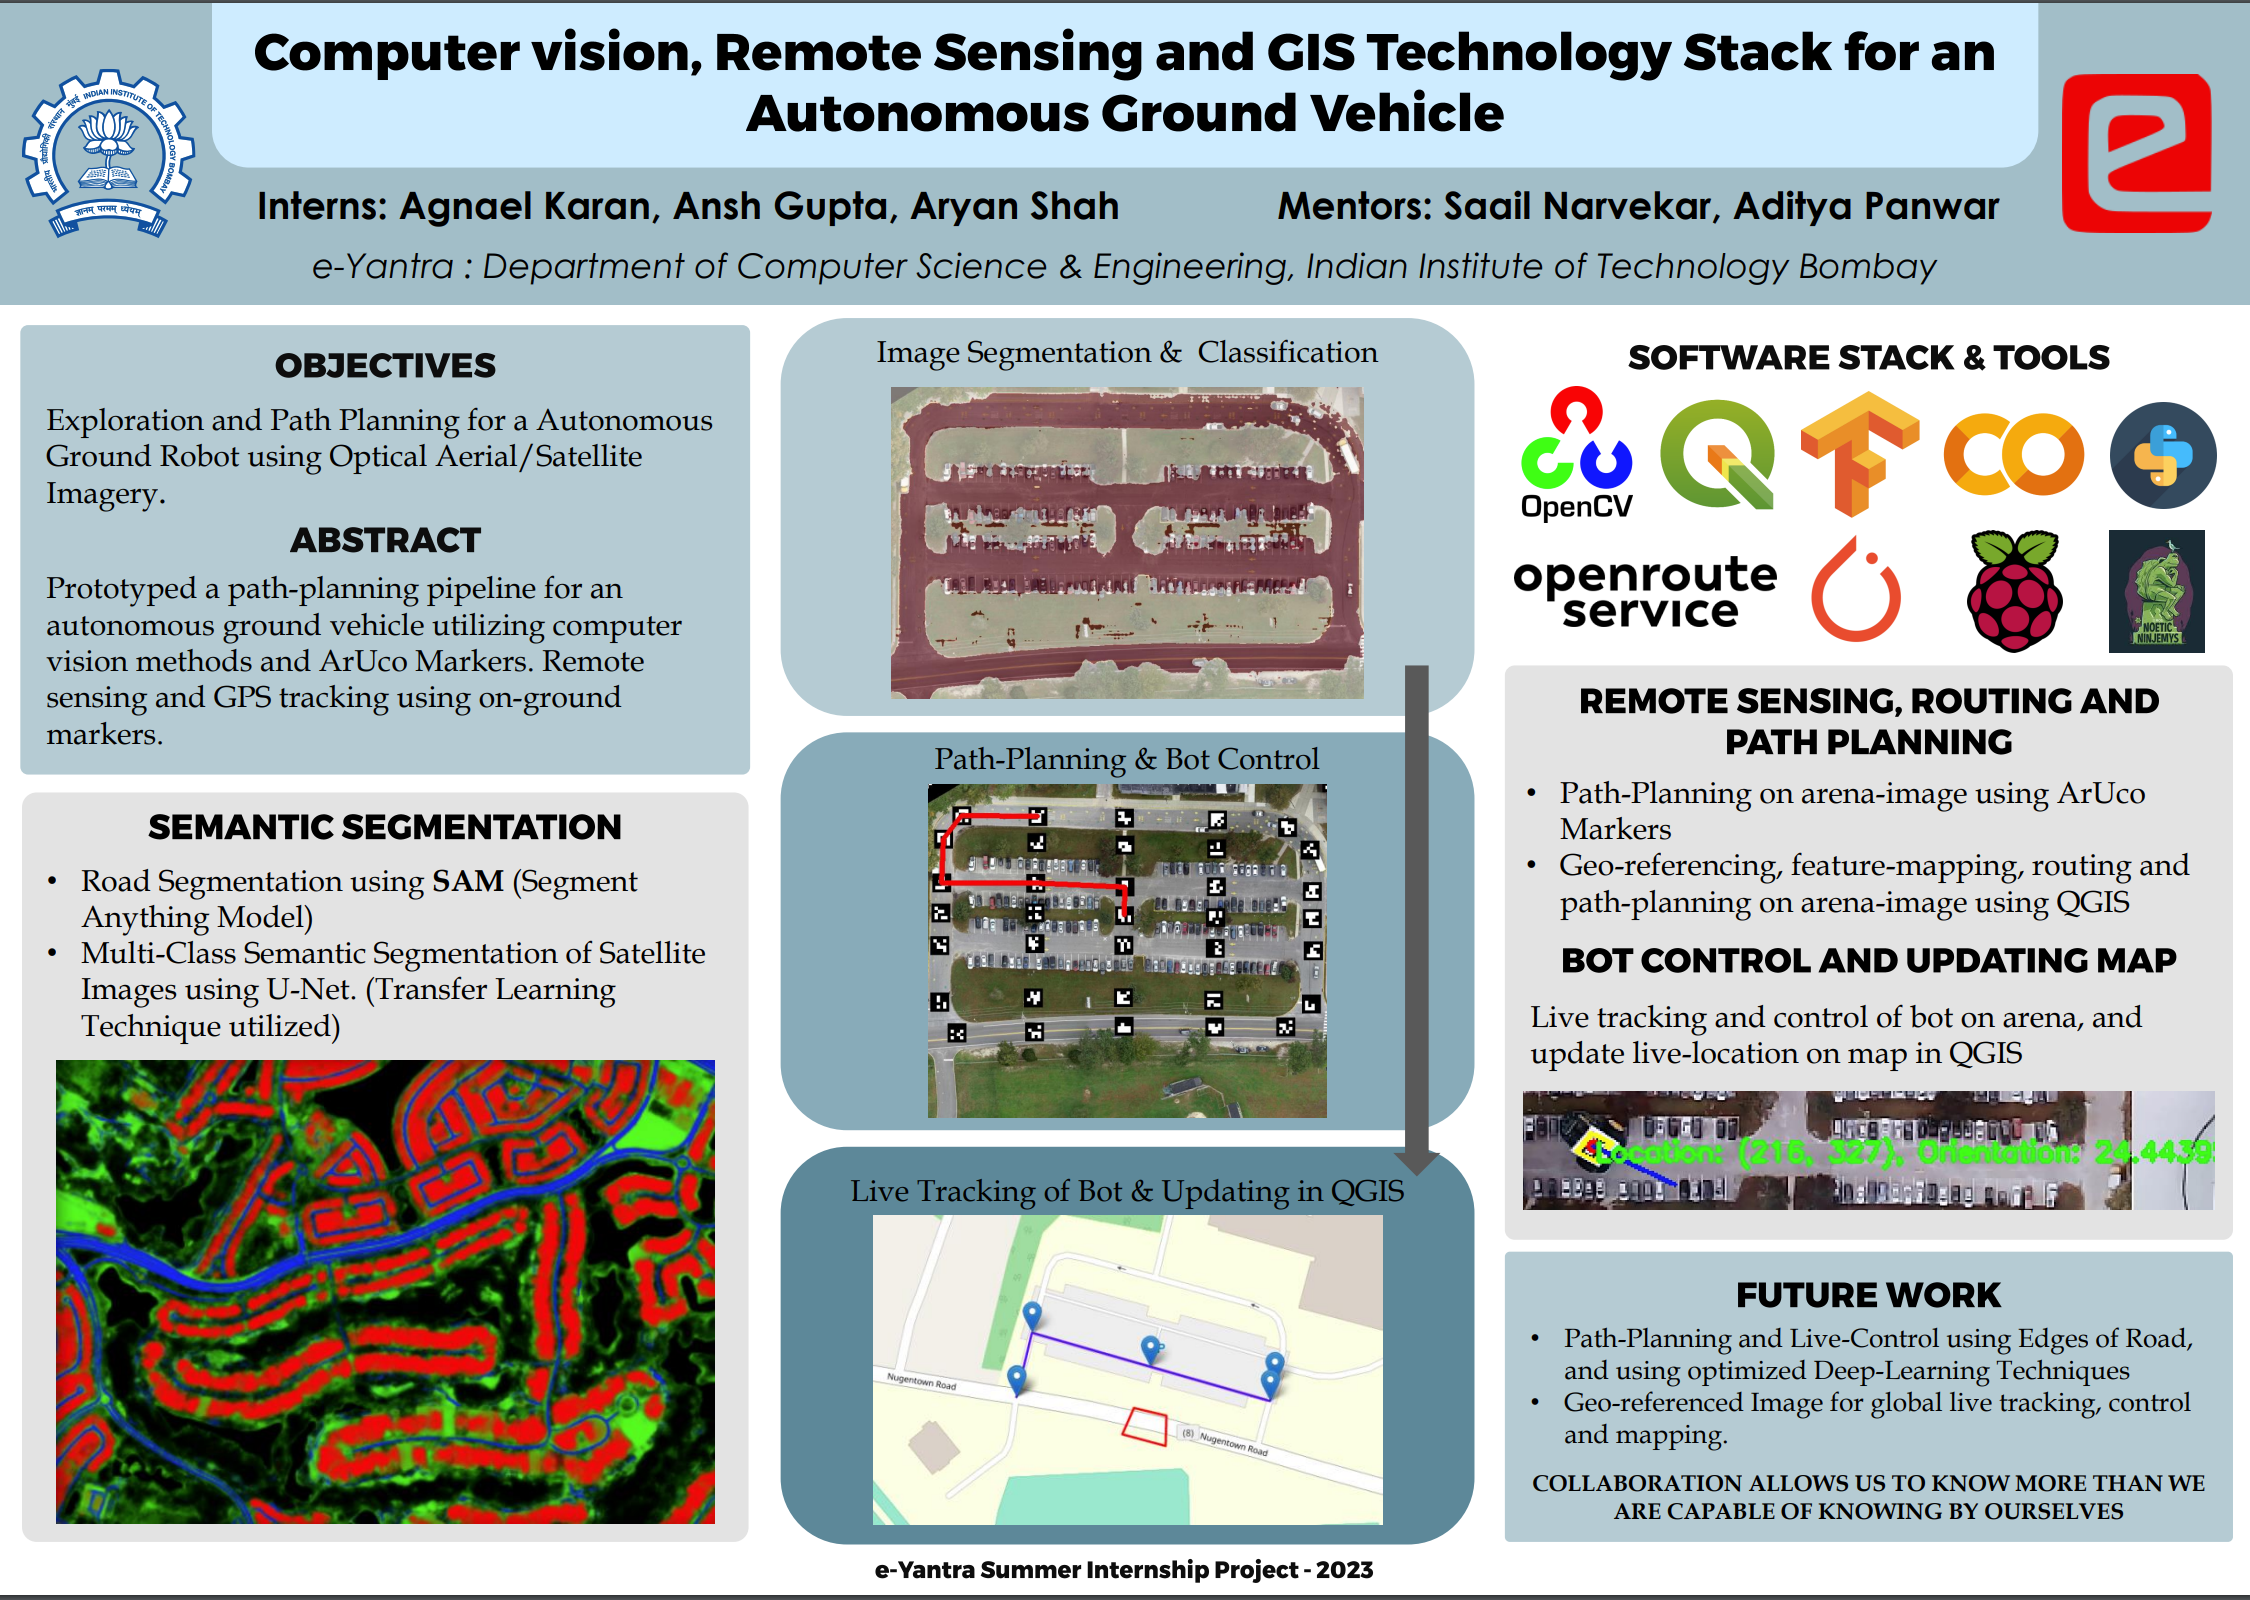 Computer vision, Remote Sensing and GIS Technology Stack for an
Autonomous Ground Vehicle
Interns: Agnael Karan, Ansh Gupta, Aryan Shah
Mentors: Saail Narvekar, Aditya Panwar
e-Yantra : Department of Computer Science & Engineering, Indian Institute of Technology Bombay
INDIAN INSTITUTE OF TECHNOLOGY BOMBAY
भारतीय प्रौद्योगिकी संस्थान मुंबई
ज्ञानम् परमम् ध्येयम्
OBJECTIVES
Exploration and Path Planning for a Autonomous
Ground Robot using Optical Aerial/Satellite
Imagery.
ABSTRACT
Prototyped a path-planning pipeline for an
autonomous ground vehicle utilizing computer
vision methods and ArUco Markers. Remote
sensing and GPS tracking using on-ground
markers.
SEMANTIC SEGMENTATION
• Road Segmentation using SAM (Segment
Anything Model)
• Multi-Class Semantic Segmentation of Satellite
Images using U-Net. (Transfer Learning
Technique utilized)
Image Segmentation & Classification
Path-Planning & Bot Control
Live Tracking of Bot & Updating in QGIS
Nugentown Road
(8) Nugentown Road
SOFTWARE STACK & TOOLS
OpenCV
openroute
service
NOETIC
NINJEMYS
REMOTE SENSING, ROUTING AND
PATH PLANNING
• Path-Planning on arena-image using ArUco
Markers
• Geo-referencing, feature-mapping, routing and
path-planning on arena-image using QGIS
BOT CONTROL AND UPDATING MAP
Live tracking and control of bot on arena, and
update live-location on map in QGIS
Location: (216, 327), Orientation: 24.4439
FUTURE WORK
• Path-Planning and Live-Control using Edges of Road,
and using optimized Deep-Learning Techniques
• Geo-referenced Image for global live tracking, control
and mapping.
COLLABORATION ALLOWS US TO KNOW MORE THAN WE
ARE CAPABLE OF KNOWING BY OURSELVES
e-Yantra Summer Internship Project - 2023